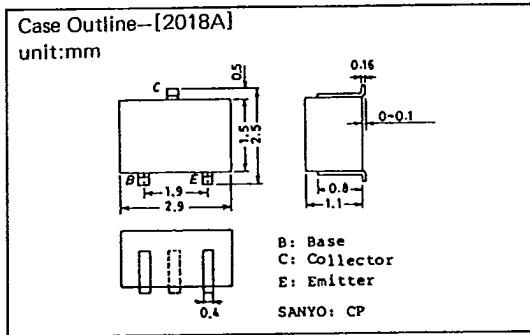 Case Outline—[2018A]
unit:mm
C
0.5
0.16
0~0.1
1.5
2.5
B
E
1.9
2.9
0.8
1.1
0.4
B: Base
C: Collector
E: Emitter
SANYO: CP